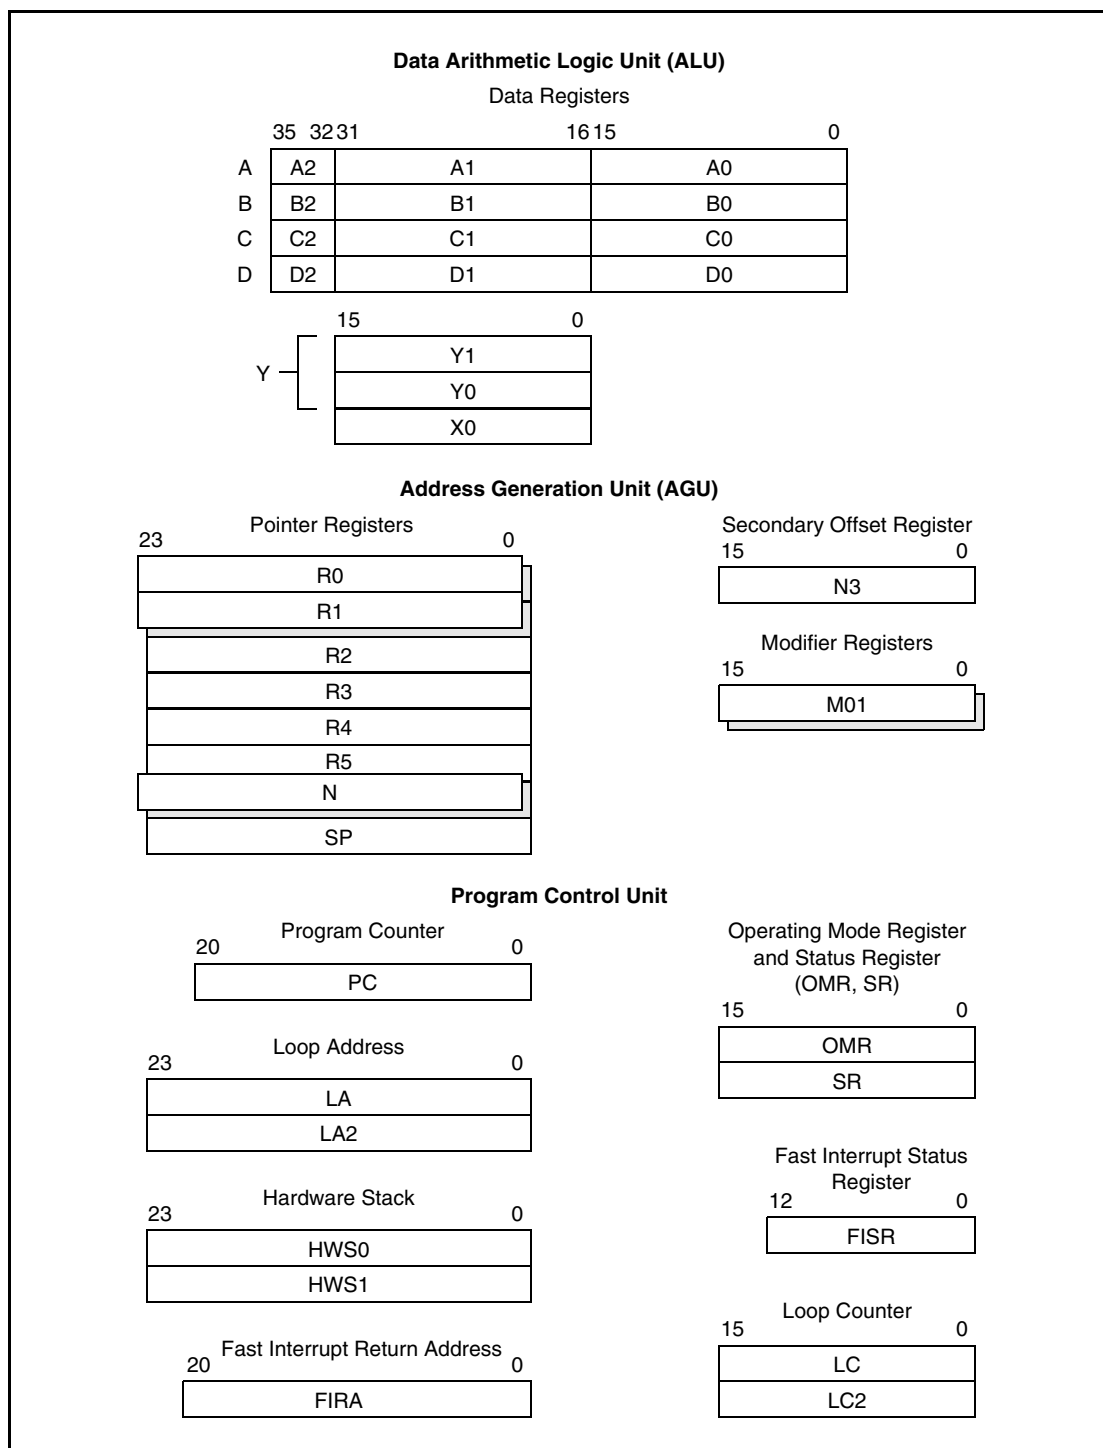 Data Arithmetic Logic Unit (ALU)
Data Registers
35 32 31 16 15 0
A A2 A1 A0
B B2 B1 B0
C C2 C1 C0
D D2 D1 D0
15 0
Y
Y1
Y0
X0
Address Generation Unit (AGU)
Pointer Registers
23 0
R0
R1
R2
R3
R4
R5
N
SP
Secondary Offset Register
15 0
N3
Modifier Registers
15 0
M01
Program Control Unit
Program Counter
20 0
PC
Loop Address
23 0
LA
LA2
Hardware Stack
23 0
HWS0
HWS1
Fast Interrupt Return Address
20 0
FIRA
Operating Mode Register
and Status Register
(OMR, SR)
15 0
OMR
SR
Fast Interrupt Status
Register
12 0
FISR
Loop Counter
15 0
LC
LC2